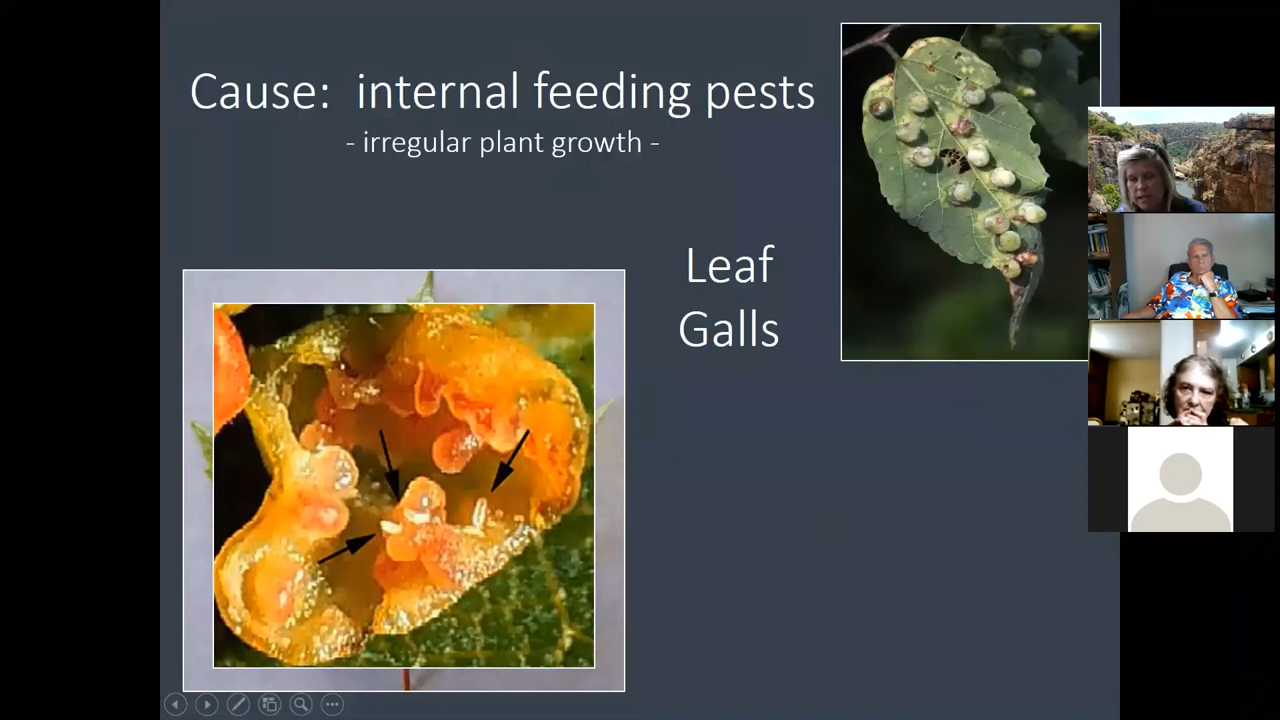 Cause:  internal feeding pests
- irregular plant growth -
Leaf
Galls